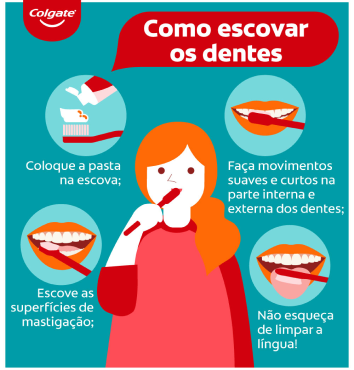 Colgate
Como escovar
os dentes
Coloque a pasta
na escova;
Faça movimentos
suaves e curtos na
parte interna e
externa dos dentes;
Escove as
superfícies de
mastigação;
Não esqueça
de limpar a
língua!